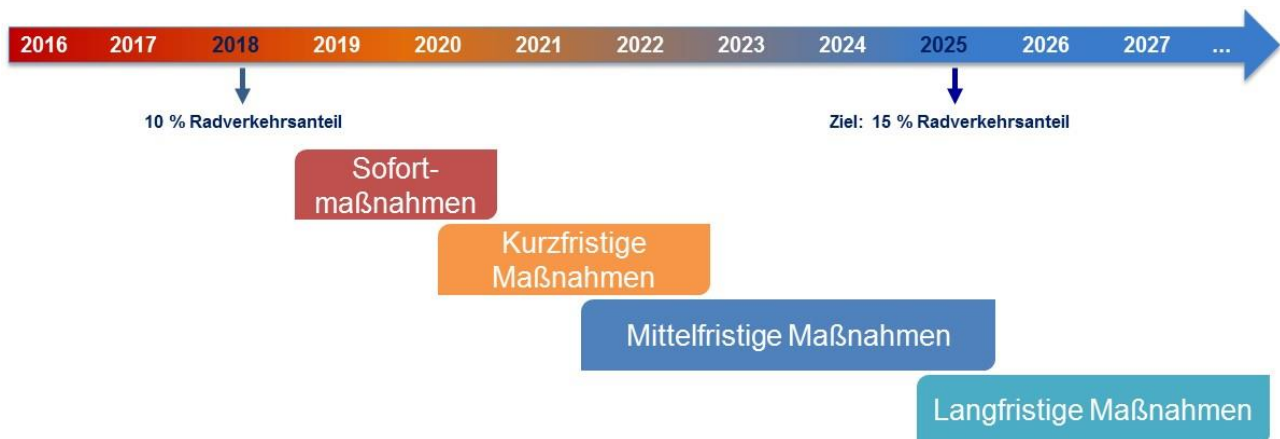 2016 2017 2018 2019 2020 2021 2022 2023 2024 2025 2026 2027 ...
10 % Radverkehrsanteil Ziel: 15 % Radverkehrsanteil
Sofort-
maßnahmen
Kurzfristige
Maßnahmen
Mittelfristige Maßnahmen
Langfristige Maßnahmen